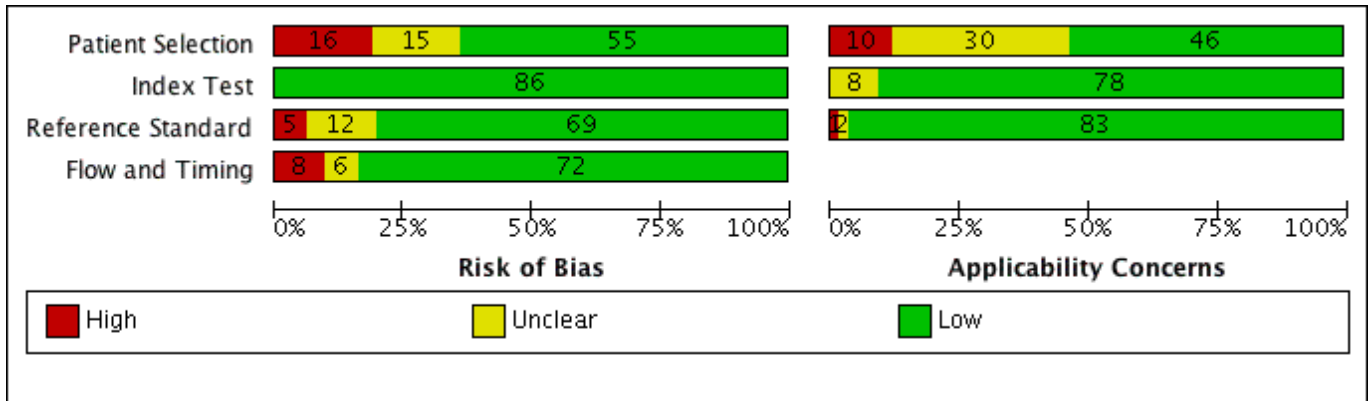 Patient Selection 16 15 55 10 30 46
Index Test 86 8 78
Reference Standard 5 12 69 1 2 83
Flow and Timing 8 6 72
0% 25% 50% 75% 100% 0% 25% 50% 75% 100%
Risk of Bias Applicability Concerns
High Unclear Low